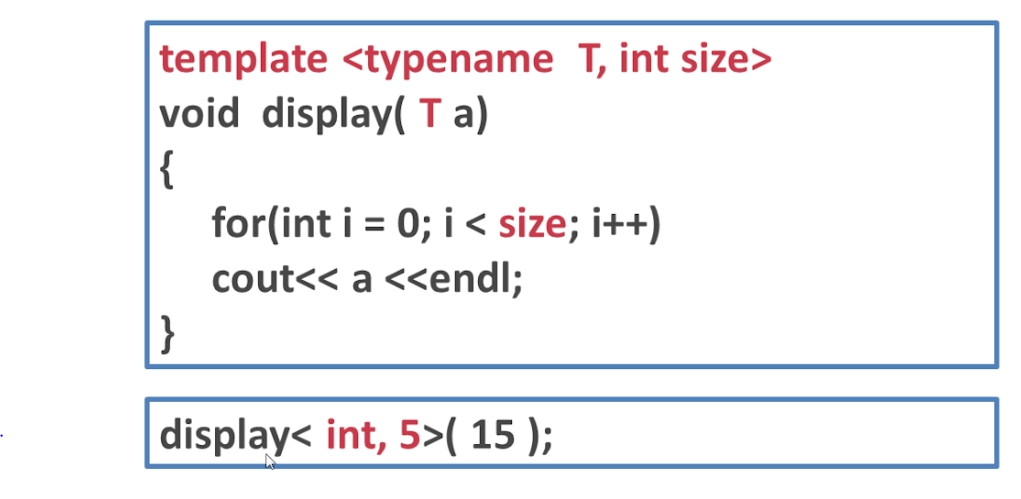 template <typename T, int size>
void display( T a)
{
for(int i = 0; i < size; i++)
cout<< a <<endl;
}
display< int, 5>( 15 );